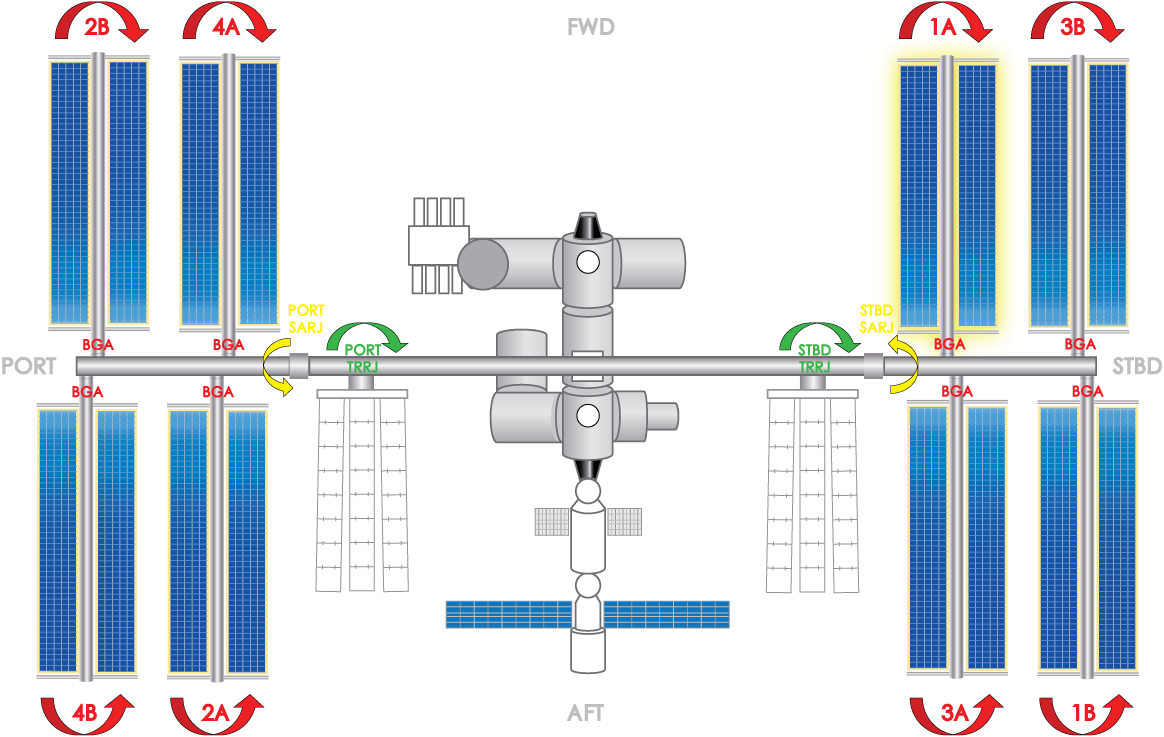 2B
4A
FWD
1A
3B
PORT
SARJ
STBD
SARJ
BGA
BGA
PORT
TRRJ
STBD
TRRJ
BGA
BGA
PORT
STBD
BGA
BGA
BGA
BGA
4B
2A
AFT
3A
1B